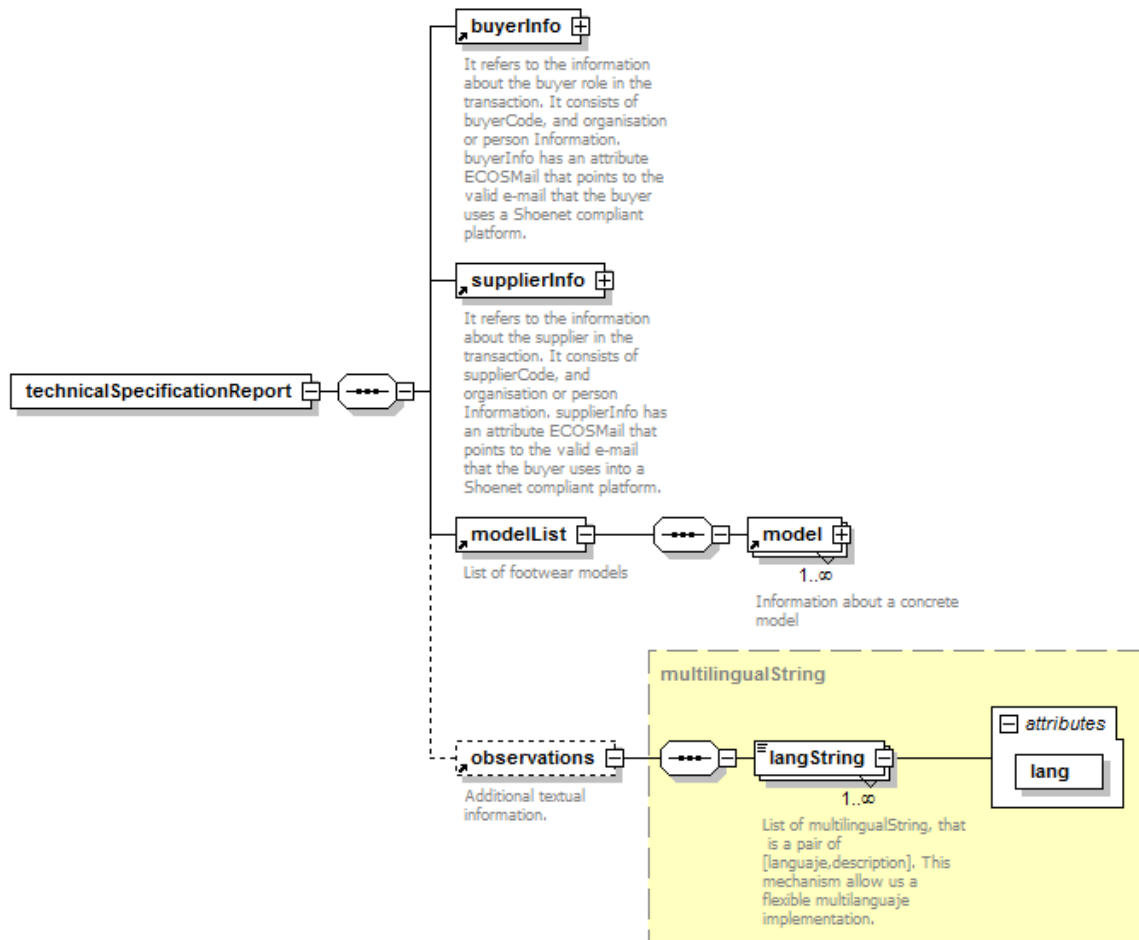 buyerInfo
It refers to the information
about the buyer role in the
transaction. It consists of
buyerCode, and organisation
or person Information.
buyerInfo has an attribute
ECOSMail that points to the
valid e-mail that the buyer
uses a Shoenet compliant
platform.
supplierInfo
It refers to the information
about the supplier in the
transaction. It consists of
supplierCode, and
organisation or person
Information. supplierInfo has
an attribute ECOSMail that
points to the valid e-mail
that the buyer uses into a
Shoenet compliant platform.
technicalSpecificationReport
modelList
List of footwear models
model
1..∞
Information about a concrete
model
multilingualString
observations
Additional textual
information.
langString
1..∞
List of multilingualString, that
is a pair of
[languaje,description]. This
mechanism allow us a
flexible multilanguaje
implementation.
attributes
lang